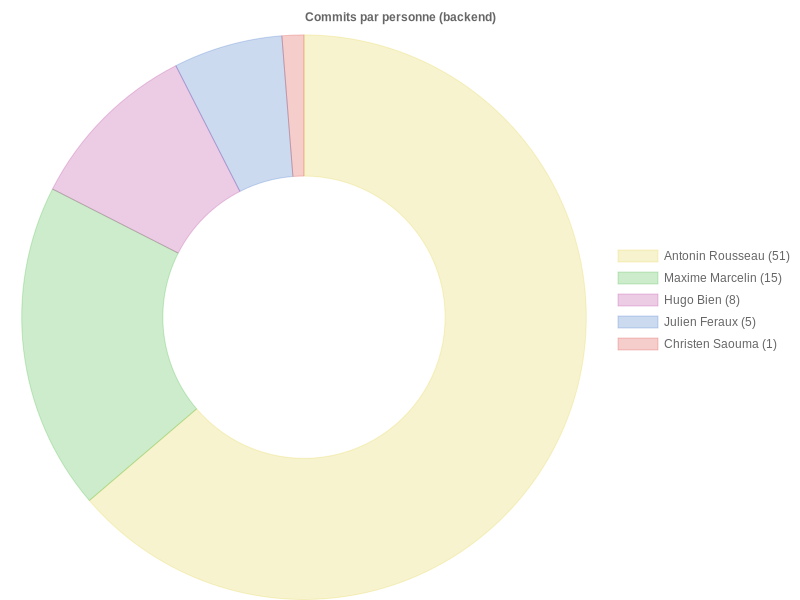 Commits par personne (backend)
Antonin Rousseau (51)
Maxime Marcelin (15)
Hugo Bien (8)
Julien Feraux (5)
Christen Saouma (1)